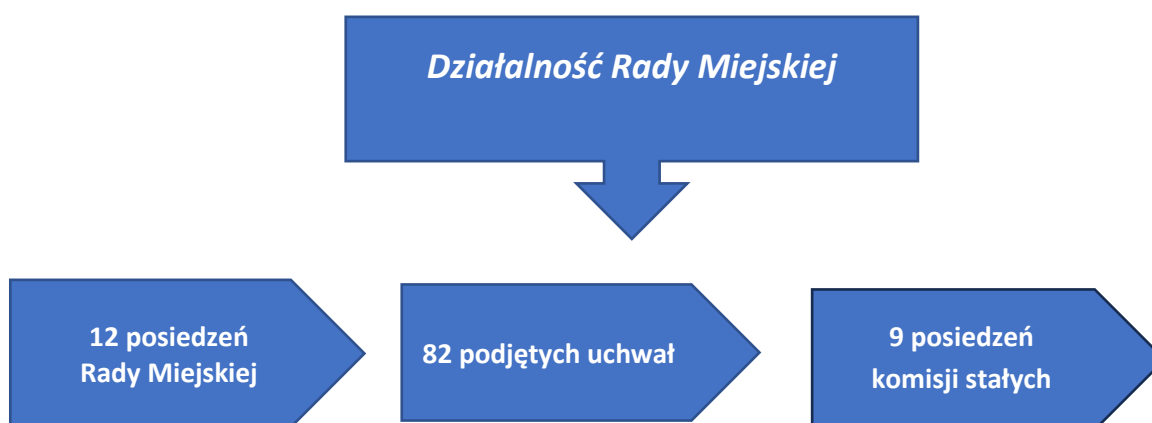 Działalność Rady Miejskiej
12 posiedzeń
Rady Miejskiej
82 podjętych uchwał
9 posiedzeń
komisji stałych